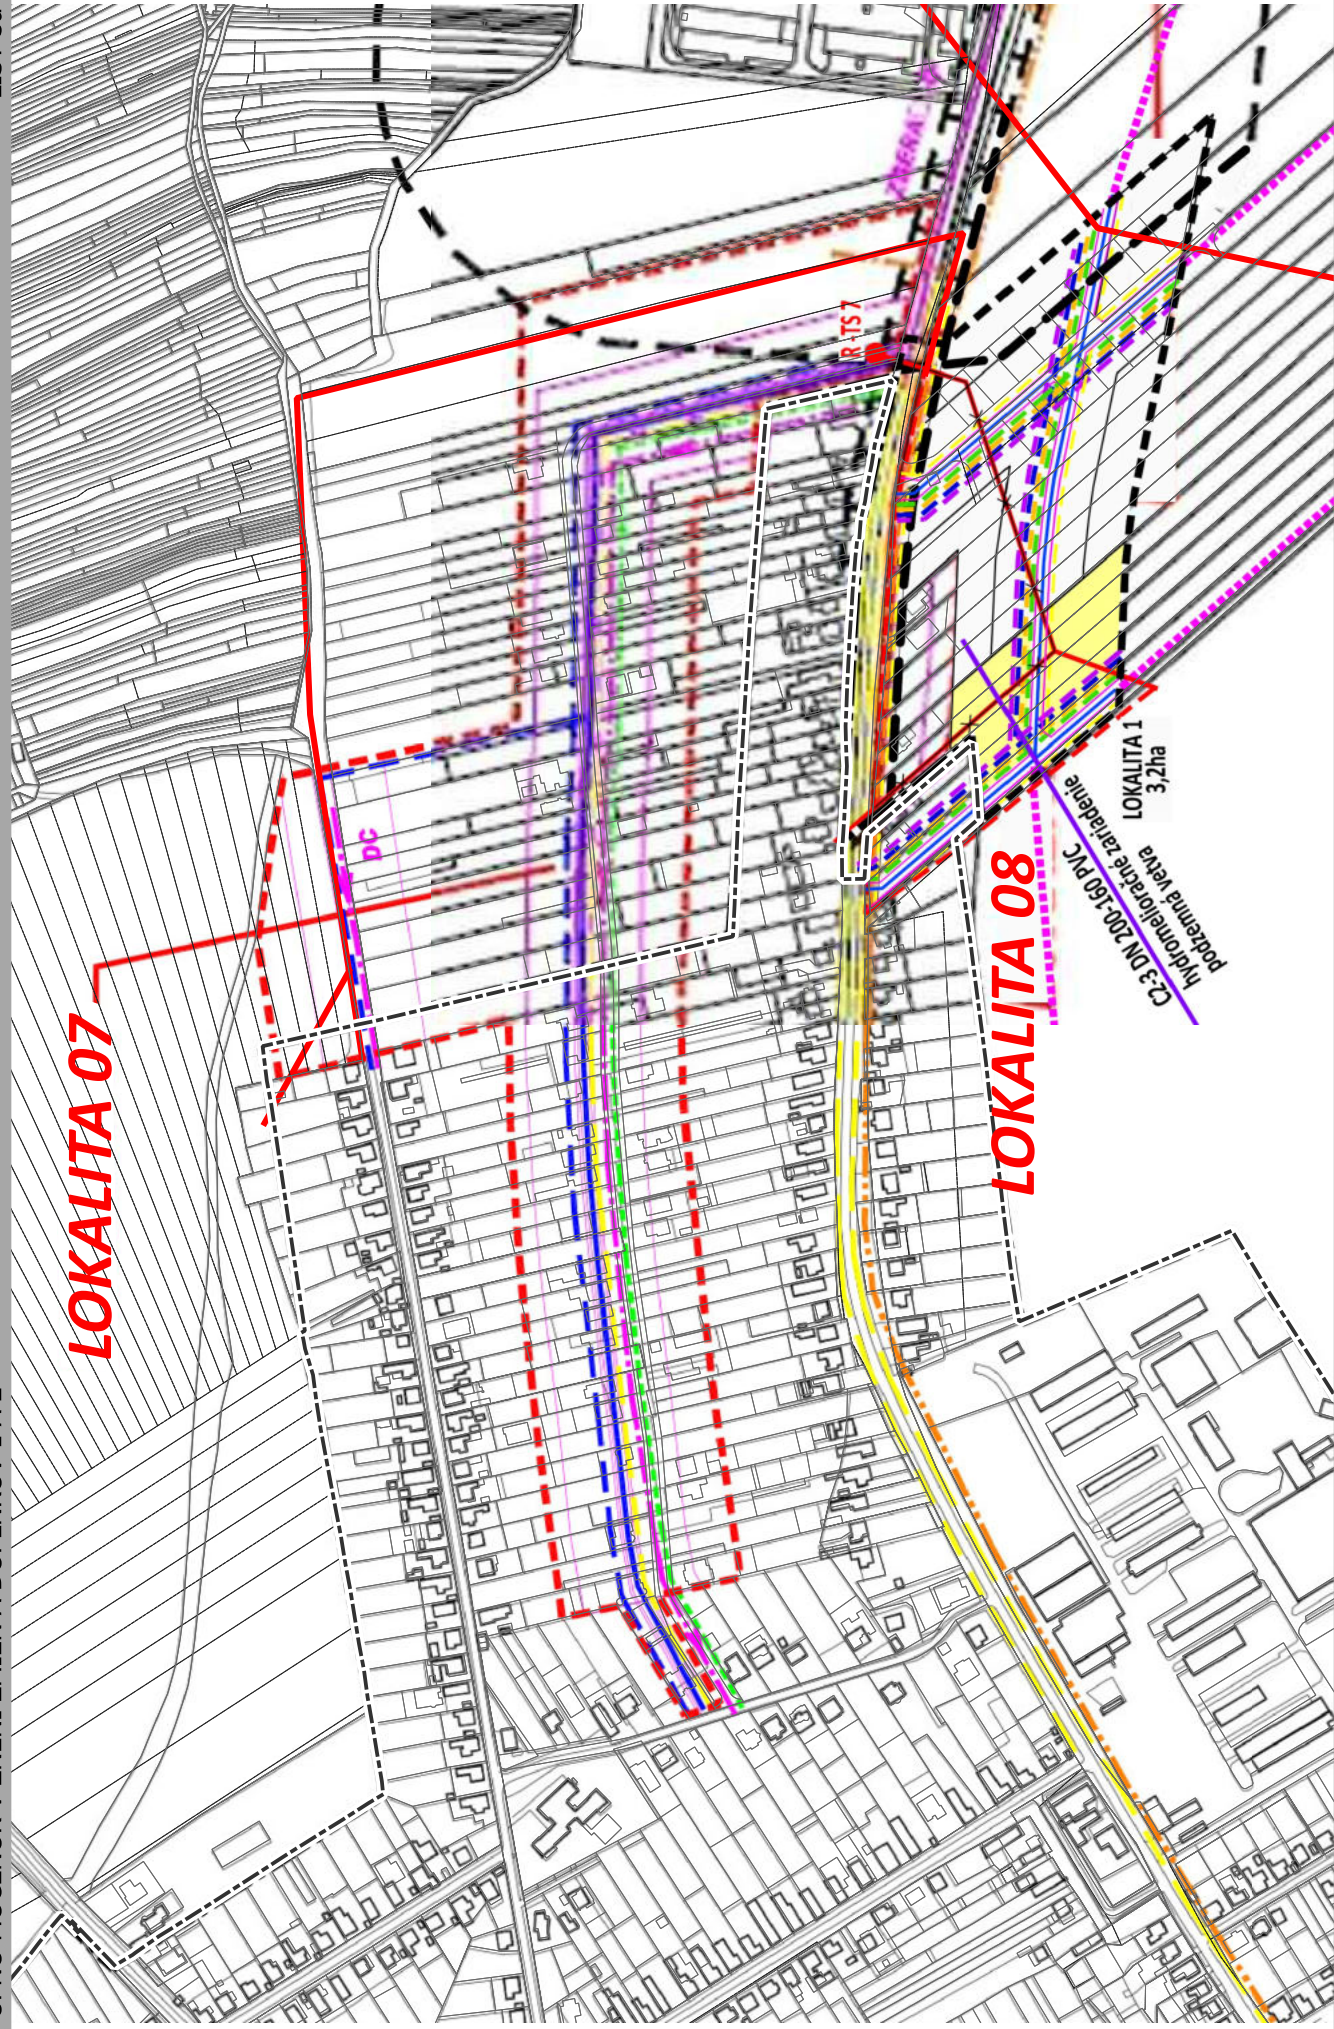 LOKALITA 07
DC
R-TS 7
LOKALITA 08
LOKALITA 1
3,2ha
C2.3 DN 200-160 PVC
hydromelioračné zariadenie
podzemná vetva